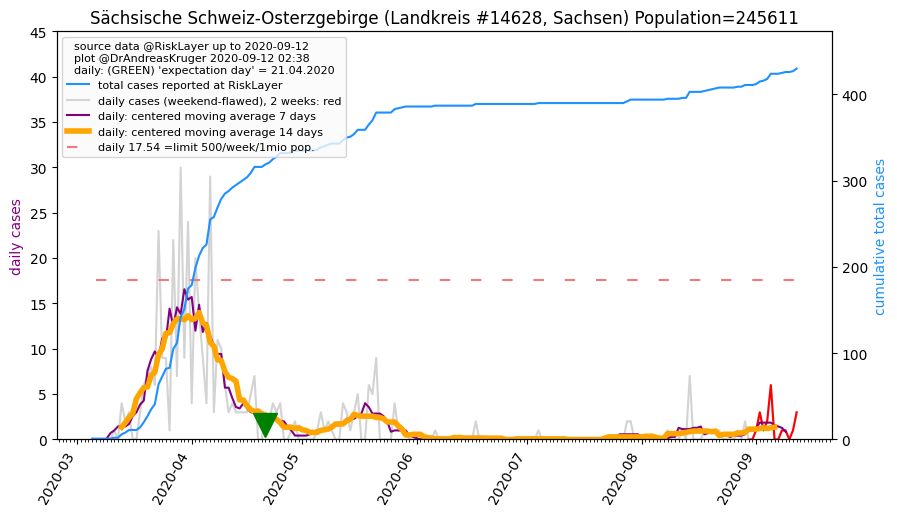 Sächsische Schweiz-Osterzgebirge (Landkreis #14628, Sachsen) Population=245611
source data @RiskLayer up to 2020-09-12
plot @DrAndreasKruger 2020-09-12 02:38
daily: (GREEN) 'expectation day' = 21.04.2020
total cases reported at RiskLayer
daily cases (weekend-flawed), 2 weeks: red
daily: centered moving average 7 days
daily: centered moving average 14 days
daily 17.54 =limit 500/week/1mio pop.
daily cases
45
40
35
30
25
20
15
10
5
0
cumulative total cases
400
300
200
100
0
2020-03
2020-04
2020-05
2020-06
2020-07
2020-08
2020-09